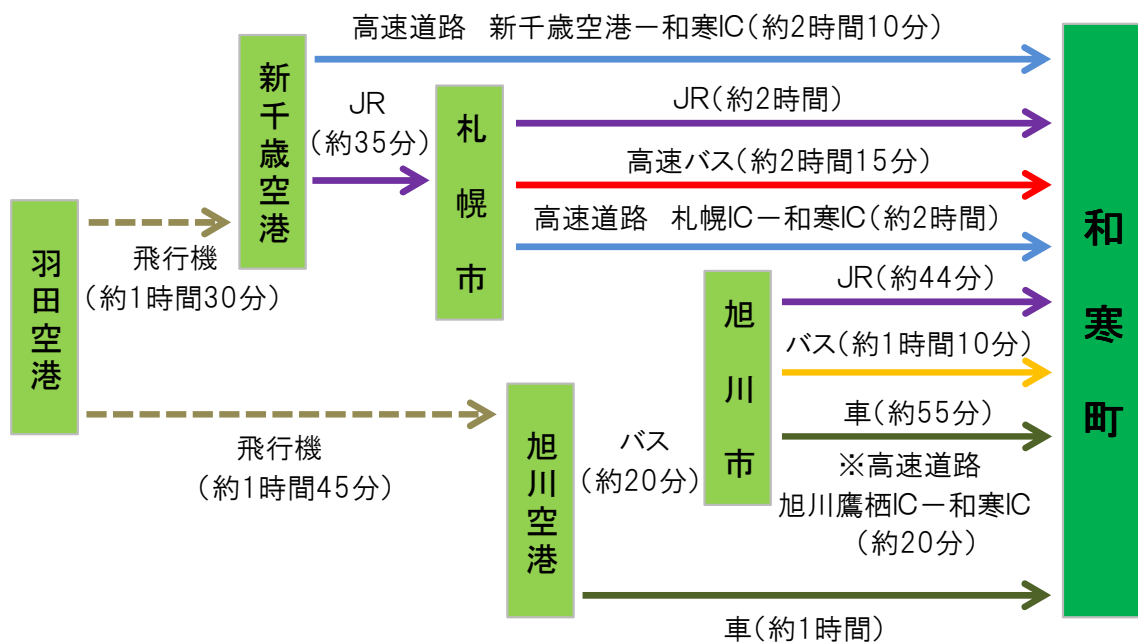 高速道路　新千歳空港－和寒IC(約2時間10分)
新千歳空港
JR
(約35分)
札幌市
JR(約2時間)
高速バス(約2時間15分)
高速道路　札幌IC－和寒IC(約2時間)
和寒町
羽田空港
飛行機
(約1時間30分)
旭川市
JR(約44分)
バス(約1時間10分)
車(約55分)
※高速道路
旭川鷹栖IC－和寒IC
(約20分)
飛行機
(約1時間45分)
旭川空港
バス
(約20分)
車(約1時間)